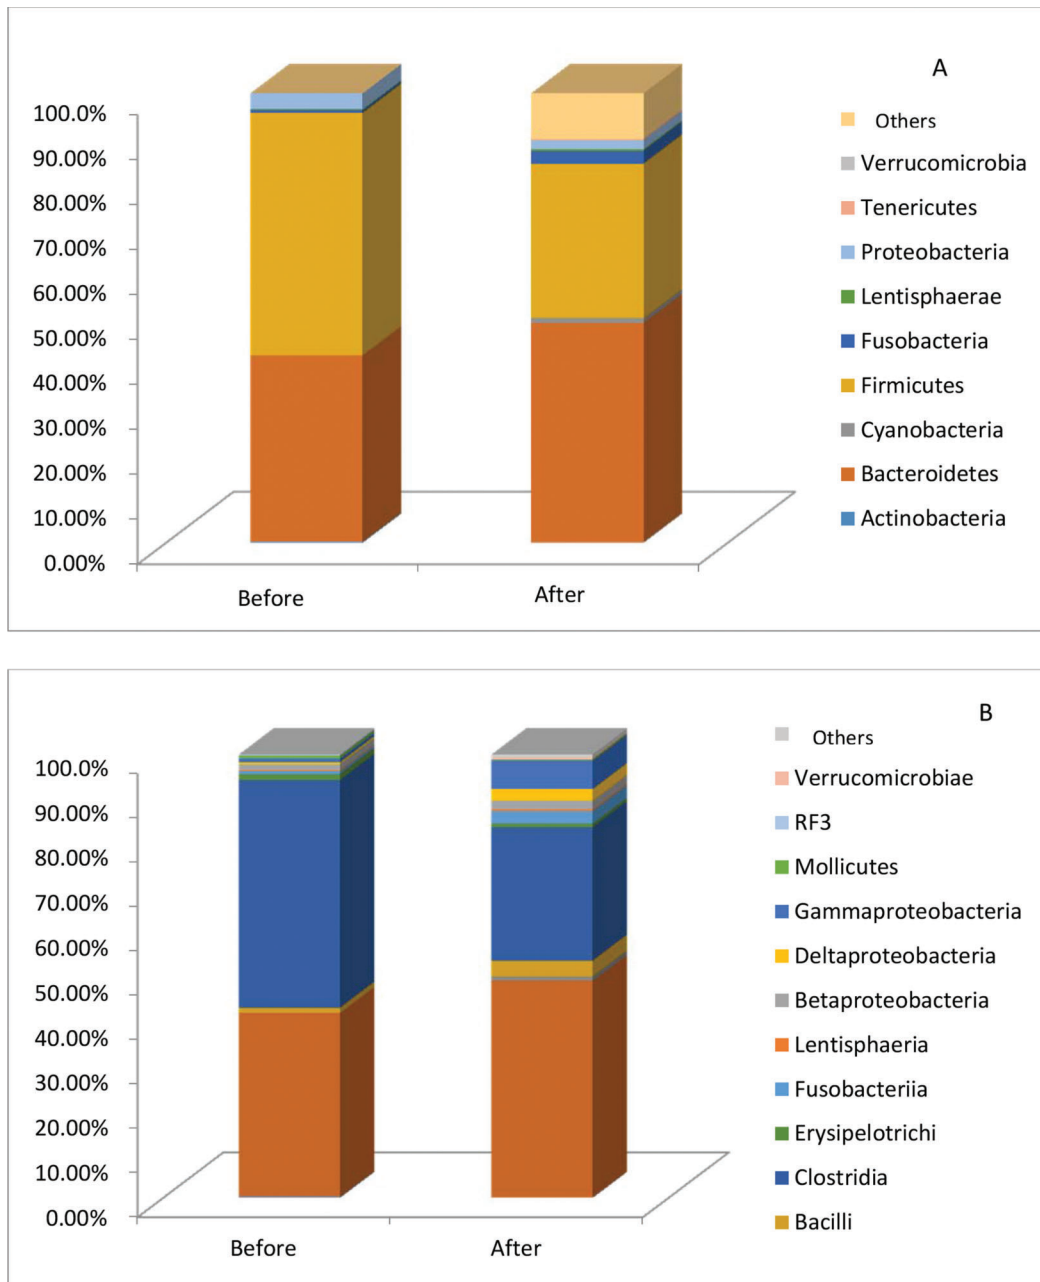 A
100.0%
90.00%
80.00%
70.00%
60.00%
50.00%
40.00%
30.00%
20.00%
10.00%
0.00%
Before
After
Others
Verrucomicrobia
Tenericutes
Proteobacteria
Lentisphaerae
Fusobacteria
Firmicutes
Cyanobacteria
Bacteroidetes
Actinobacteria
B
100.0%
90.00%
80.00%
70.00%
60.00%
50.00%
40.00%
30.00%
20.00%
10.00%
0.00%
Before
After
Others
Verrucomicrobiae
RF3
Mollicutes
Gammaproteobacteria
Deltaproteobacteria
Betaproteobacteria
Lentisphaeria
Fusobacteriia
Erysipelotrichi
Clostridia
Bacilli